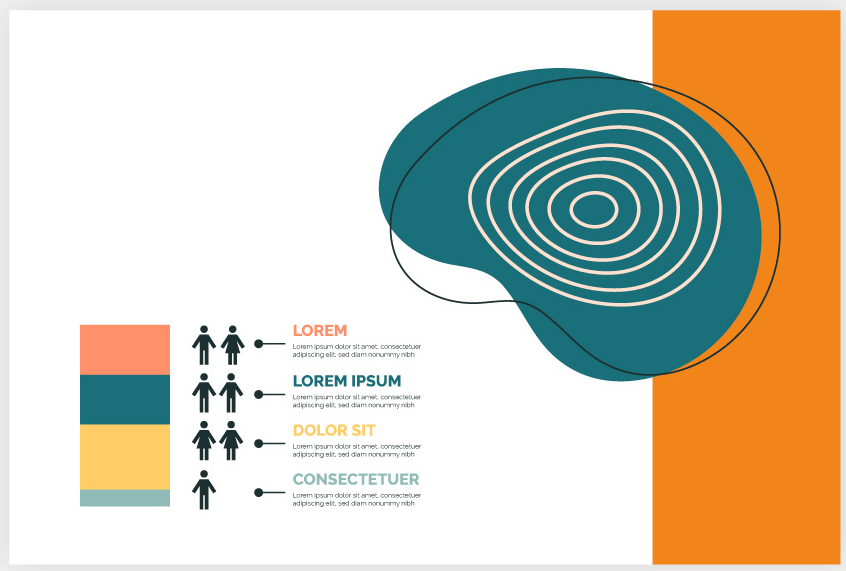 LOREM
Lorem ipsum dolor sit amet, consectetuer
adipiscing elit, sed diam nonummy nibh
LOREM IPSUM
Lorem ipsum dolor sit amet, consectetuer
adipiscing elit, sed diam nonummy nibh
DOLOR SIT
Lorem ipsum dolor sit amet, consectetuer
adipiscing elit, sed diam nonummy nibh
CONSECTETUER
Lorem ipsum dolor sit amet, consectetuer
adipiscing elit, sed diam nonummy nibh